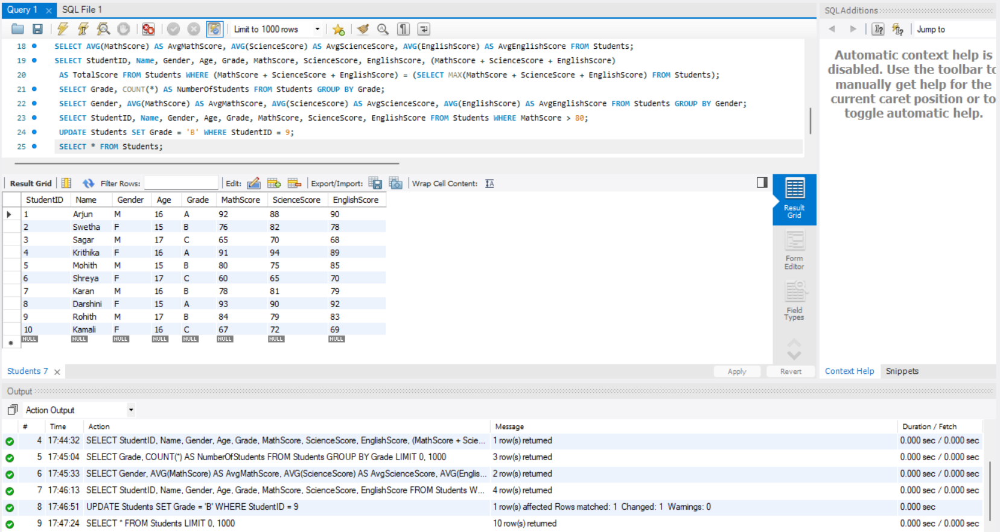 Query 1 × SQL File 1
Limit to 1000 rows
18 SELECT AVG(MathScore) AS AvgMathScore, AVG(ScienceScore) AS AvgScienceScore, AVG(EnglishScore) AS AvgEnglishScore FROM Students;
19 SELECT StudentID, Name, Gender, Age, Grade, MathScore, ScienceScore, EnglishScore, (MathScore + ScienceScore + EnglishScore)
20 AS TotalScore FROM Students WHERE (MathScore + ScienceScore + EnglishScore) = (SELECT MAX(MathScore + ScienceScore + EnglishScore) FROM Students);
21 SELECT Grade, COUNT(*) AS NumberOfStudents FROM Students GROUP BY Grade;
22 SELECT Gender, AVG(MathScore) AS AvgMathScore, AVG(ScienceScore) AS AvgScienceScore, AVG(EnglishScore) AS AvgEnglishScore FROM Students GROUP BY Gender;
23 SELECT StudentID, Name, Gender, Age, Grade, MathScore, ScienceScore, EnglishScore FROM Students WHERE MathScore > 80;
24 UPDATE Students SET Grade = 'B' WHERE StudentID = 9;
25 SELECT * FROM Students;
Result Grid Filter Rows: Edit: Export/Import: Wrap Cell Content:
StudentID Name Gender Age Grade MathScore ScienceScore EnglishScore
1 Arjun M 16 A 92 88 90
2 Swetha F 15 B 76 82 78
3 Sagar M 17 C 65 70 68
4 Krithika F 16 A 91 94 89
5 Mohith M 15 B 80 75 85
6 Shreya F 17 C 60 65 70
7 Karan M 16 B 78 81 79
8 Darshini F 15 A 93 90 92
9 Rohith M 17 B 84 79 83
10 Kamali F 16 C 67 72 69
NULL NULL NULL NULL NULL NULL NULL NULL
Result
Grid
Form
Editor
Field
Types
Students 7 ×
Apply Revert
SQLAdditions
Jump to
Automatic context help is
disabled. Use the toolbar to
manually get help for the
current caret position or to
toggle automatic help.
Context Help Snippets
Output
Action Output
# Time Action Message Duration / Fetch
4 17:44:32 SELECT StudentID, Name, Gender, Age, Grade, MathScore, ScienceScore, EnglishScore, (MathScore + Scie... 1 row(s) returned 0.000 sec / 0.000 sec
5 17:45:04 SELECT Grade, COUNT(*) AS NumberOfStudents FROM Students GROUP BY Grade LIMIT 0, 1000 3 row(s) returned 0.000 sec / 0.000 sec
6 17:45:33 SELECT Gender, AVG(MathScore) AS AvgMathScore, AVG(ScienceScore) AS AvgScienceScore, AVG(Englis... 2 row(s) returned 0.000 sec / 0.000 sec
7 17:46:13 SELECT StudentID, Name, Gender, Age, Grade, MathScore, ScienceScore, EnglishScore FROM Students W... 4 row(s) returned 0.000 sec / 0.000 sec
8 17:46:51 UPDATE Students SET Grade = 'B' WHERE StudentID = 9 1 row(s) affected Rows matched: 1 Changed: 1 Warnings: 0 0.000 sec
9 17:47:24 SELECT * FROM Students LIMIT 0, 1000 10 row(s) returned 0.000 sec / 0.000 sec